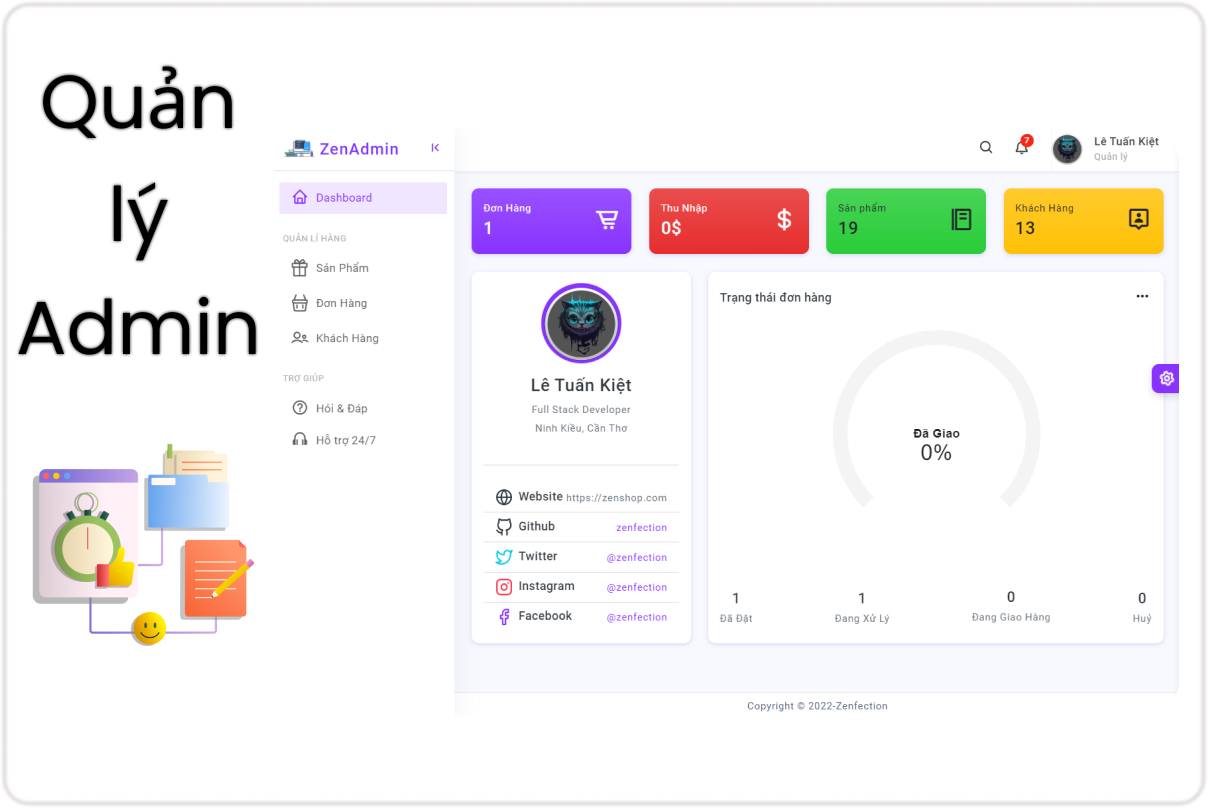 Quản
lý
Admin
ZenAdmin
Dashboard
QUẢN LÍ HÀNG
Sản Phẩm
Đơn Hàng
Khách Hàng
TRỢ GIÚP
Hỏi & Đáp
Hỗ trợ 24/7
7
Lê Tuấn Kiệt
Quản lý
Đơn Hàng
1
Thu Nhập
0$
Sản phẩm
19
Khách Hàng
13
Lê Tuấn Kiệt
Full Stack Developer
Ninh Kiều, Cần Thơ
Website https://zenshop.com
Github zenfection
Twitter @zenfection
Instagram @zenfection
Facebook @zenfection
Trạng thái đơn hàng
Đã Giao
0%
1 1 0 0
Đã Đặt Đang Xử Lý Đang Giao Hàng Huỷ
Copyright © 2022-Zenfection